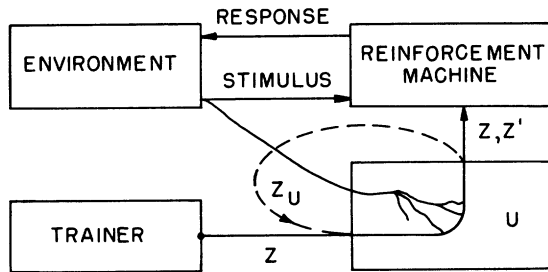 RESPONSE
ENVIRONMENT
REINFORCEMENT
MACHINE
STIMULUS
Z, Z'
Z_U
U
TRAINER
Z